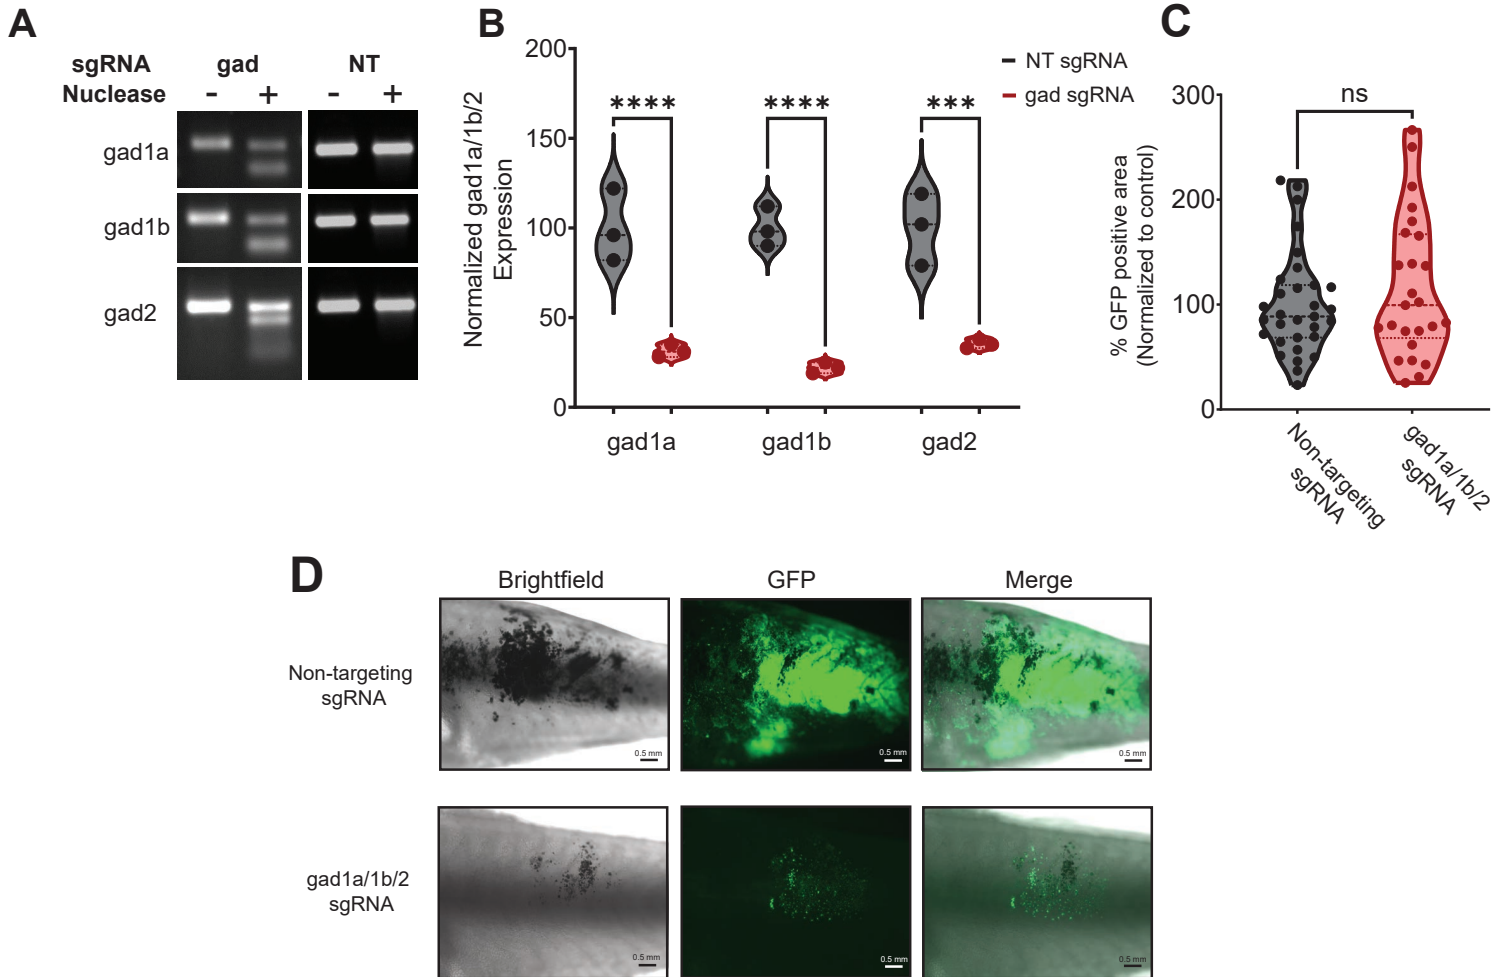 A
sgRNA gad NT
Nuclease - + - +
gad1a
gad1b
gad2
B
Normalized gad1a/1b/2
Expression
200
150
100
50
0
**** **** ***
NT sgRNA
gad sgRNA
gad1a gad1b gad2
C
% GFP positive area
(Normalized to control)
300
200
100
0
ns
Non-targeting
sgRNA
gad1a/1b/2
sgRNA
D
Brightfield GFP Merge
Non-targeting
sgRNA
0.5 mm 0.5 mm 0.5 mm
gad1a/1b/2
sgRNA
0.5 mm 0.5 mm 0.5 mm